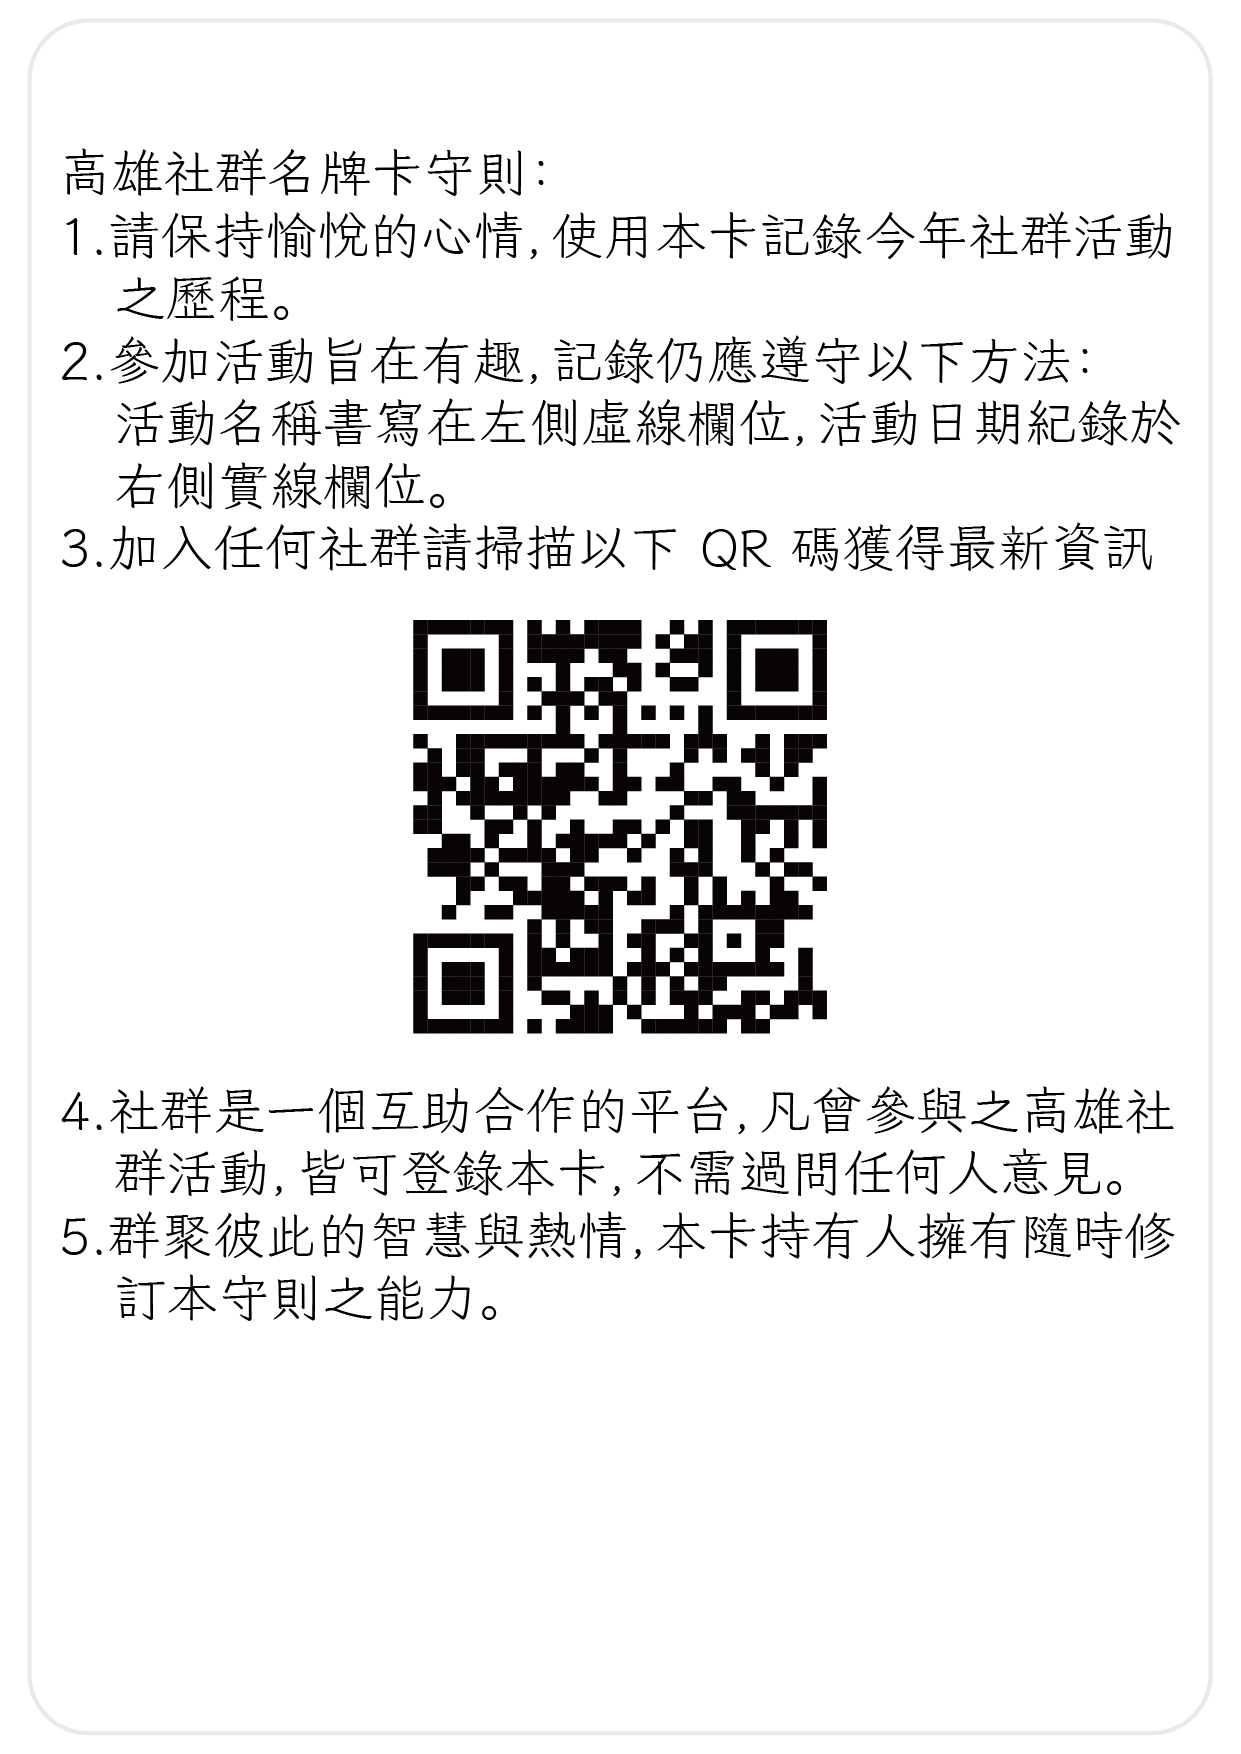 高雄社群名牌卡守則：
1.請保持愉悅的心情,使用本卡記錄今年社群活動
之歷程。
2.參加活動旨在有趣,記錄仍應遵守以下方法：
活動名稱書寫在左側虛線欄位,活動日期紀錄於
右側實線欄位。
3.加入任何社群請掃描以下 QR 碼獲得最新資訊
4.社群是一個互助合作的平台,凡曾參與之高雄社
群活動,皆可登錄本卡,不需過問任何人意見。
5.群聚彼此的智慧與熱情,本卡持有人擁有隨時修
訂本守則之能力。